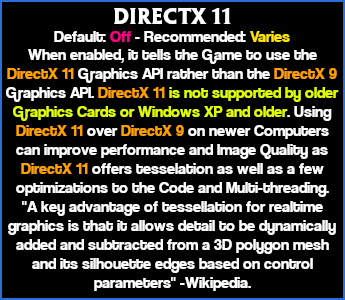 DIRECTX 11
Default: Off - Recommended: Varies
When enabled, it tells the Game to use the
DirectX 11 Graphics API rather than the DirectX 9
Graphics API. DirectX 11 is not supported by older
Graphics Cards or Windows XP and older. Using
DirectX 11 over DirectX 9 on newer Computers
can improve performance and Image Quality as
DirectX 11 offers tesselation as well as a few
optimizations to the Code and Multi-threading.
"A key advantage of tessellation for realtime
graphics is that it allows detail to be dynamically
added and subtracted from a 3D polygon mesh
and its silhouette edges based on control
parameters" -Wikipedia.